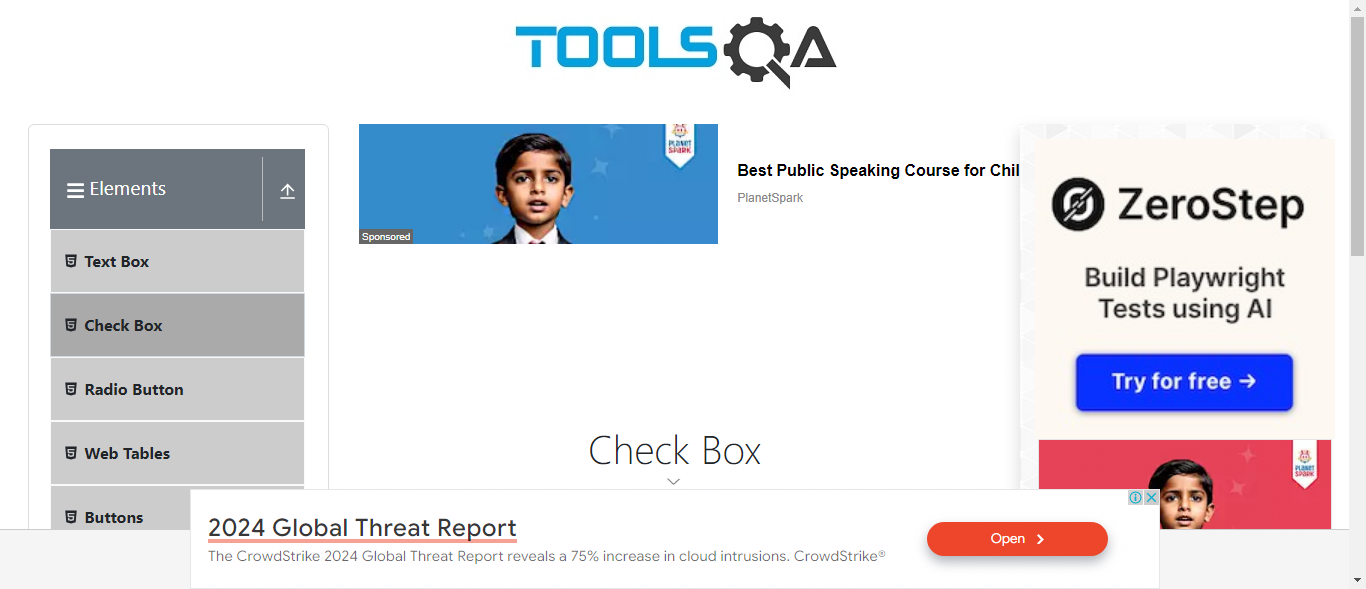 TOOLSQA
Elements
Text Box
Check Box
Radio Button
Web Tables
Buttons
PLANET
SPARK
Sponsored
Best Public Speaking Course for Chil
PlanetSpark
ZeroStep
Build Playwright
Tests using AI
Try for free →
PLANET
SPARK
Check Box
2024 Global Threat Report
The CrowdStrike 2024 Global Threat Report reveals a 75% increase in cloud intrusions. CrowdStrike®
Open